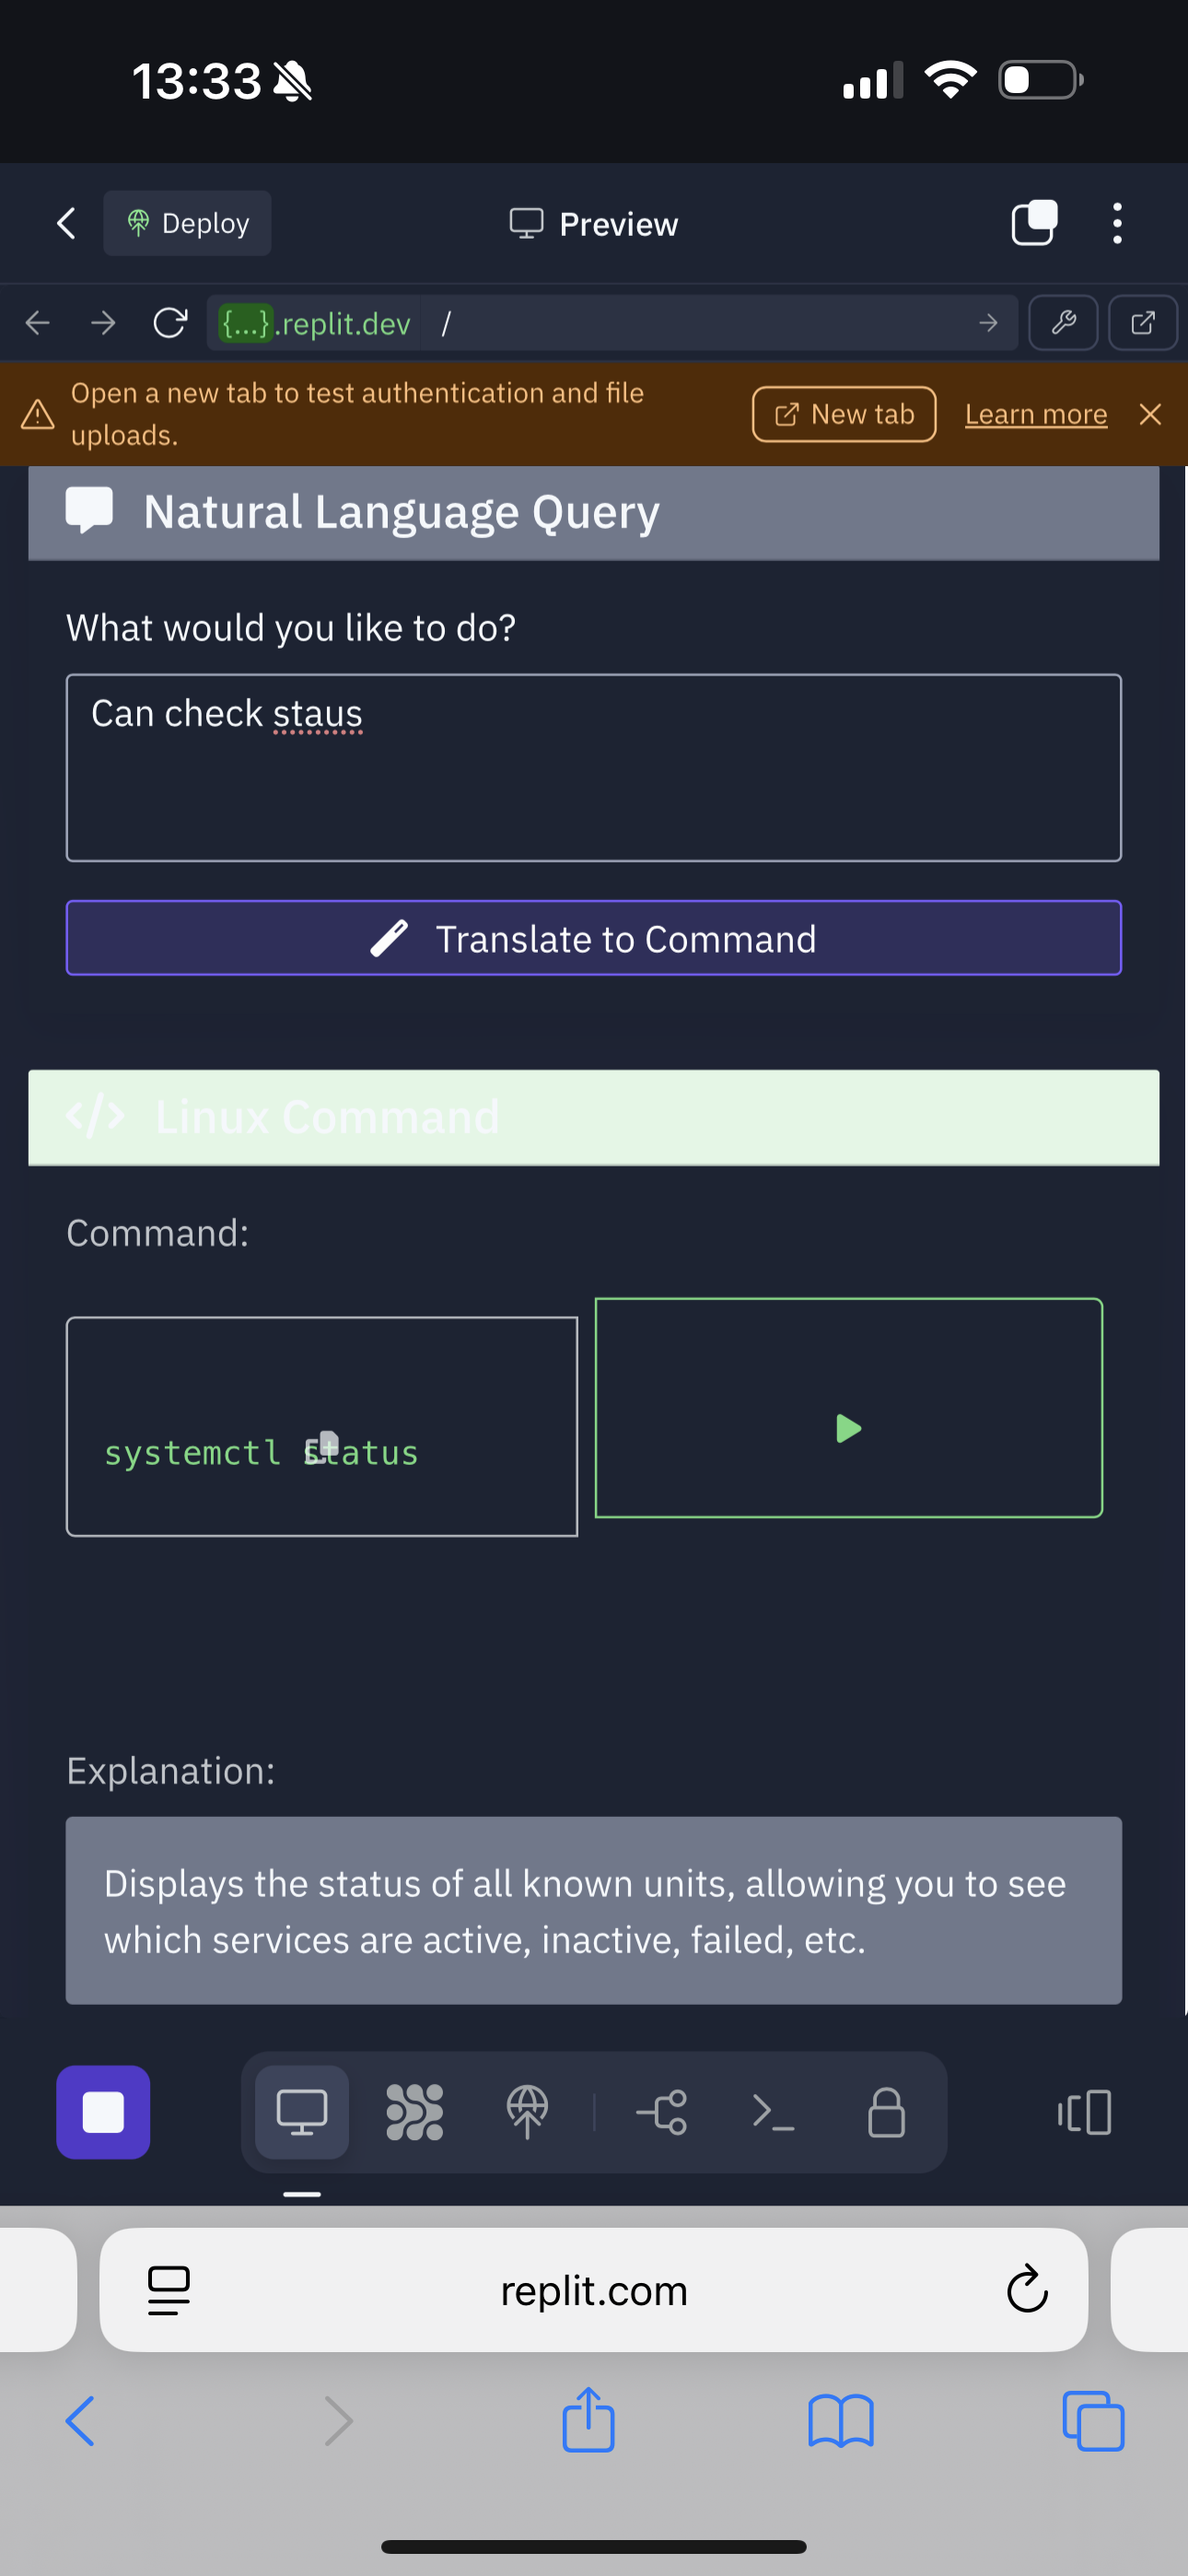 13:33
Deploy
Preview
{...}.replit.dev /
Open a new tab to test authentication and file
uploads.
New tab
Learn more
Natural Language Query
What would you like to do?
Can check staus
Translate to Command
</> Linux Command
Command:
systemctl status
Explanation:
Displays the status of all known units, allowing you to see
which services are active, inactive, failed, etc.
replit.com